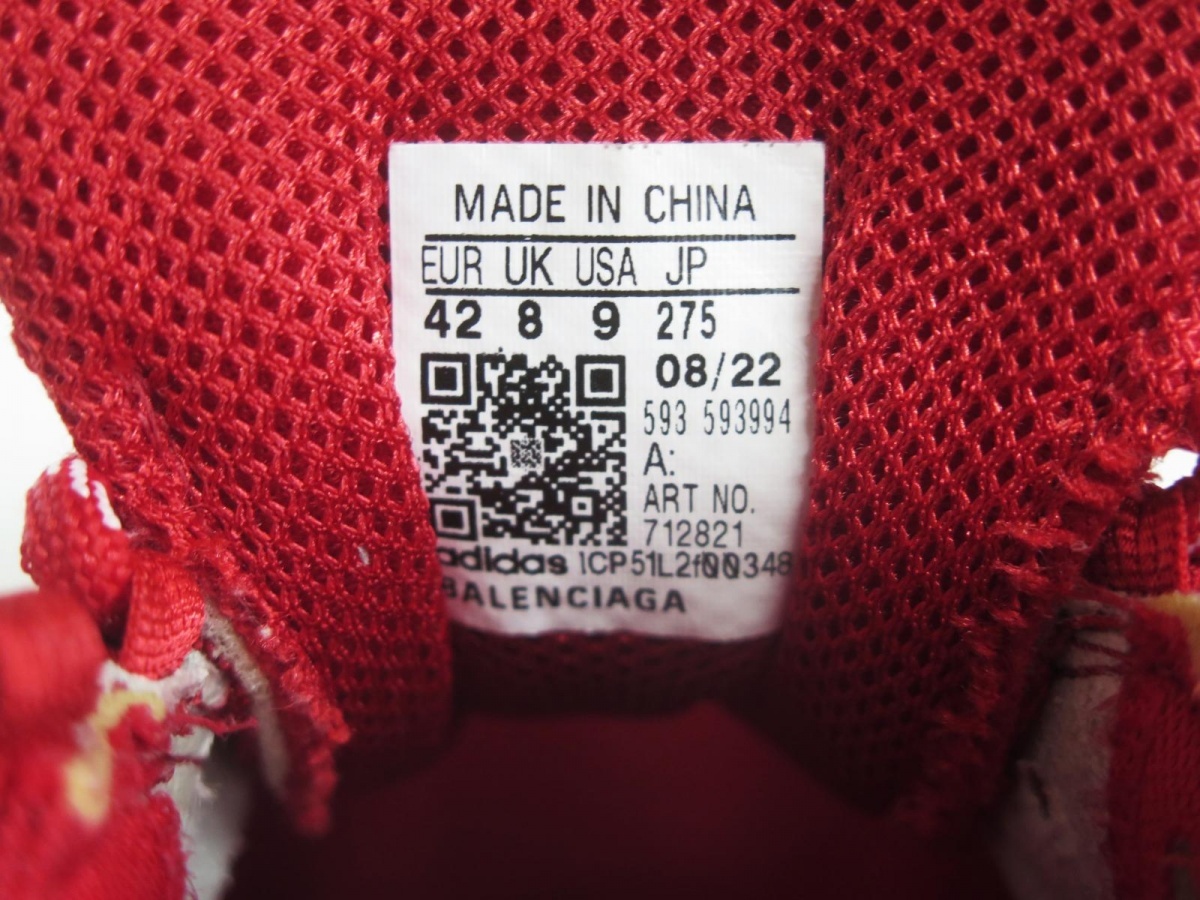 MADE IN CHINA
EUR UK USA JP
42 8 9 275
08/22
593 593994
A:
ART NO.
712821
adidas 1CP51L2f00348
BALENCIAGA